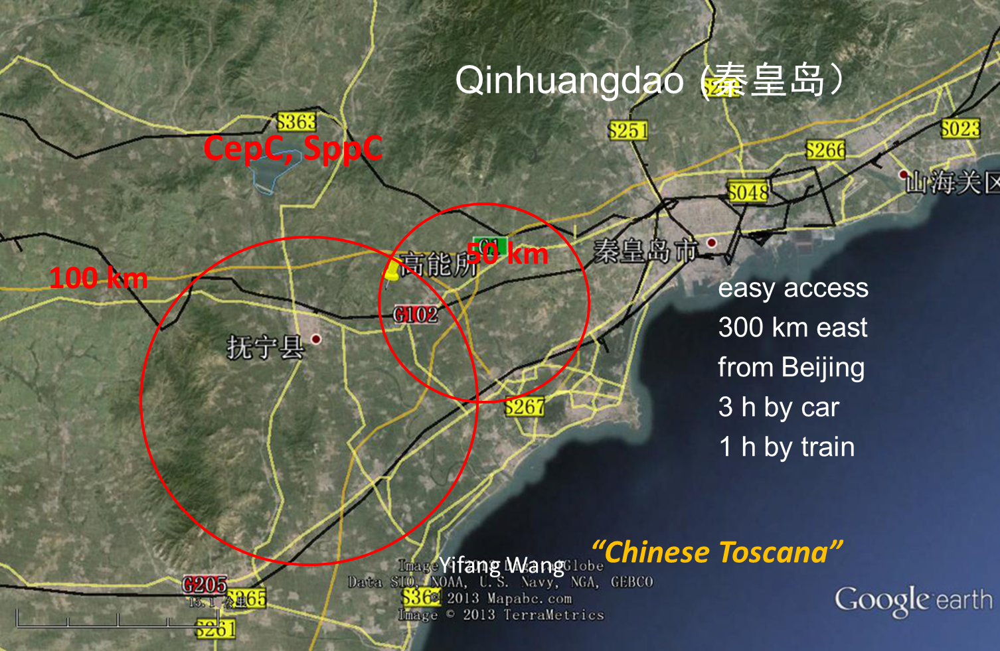 Qinhuangdao (秦皇岛）
S363
S251
S023
S266
CepC, SppC
山海关区
S048
G1
50 km
高能所
秦皇岛市
100 km
easy access
300 km east
from Beijing
3 h by car
1 h by train
G102
抚宁县
S267
“Chinese Toscana”
Yifang Wang
Image © 2013 DigitalGlobe
Data SIO, NOAA, U.S. Navy, NGA, GEBCO
© 2013 Mapabc.com
Image © 2013 TerraMetrics
G205
S365
15.1 公里
S261
Google earth